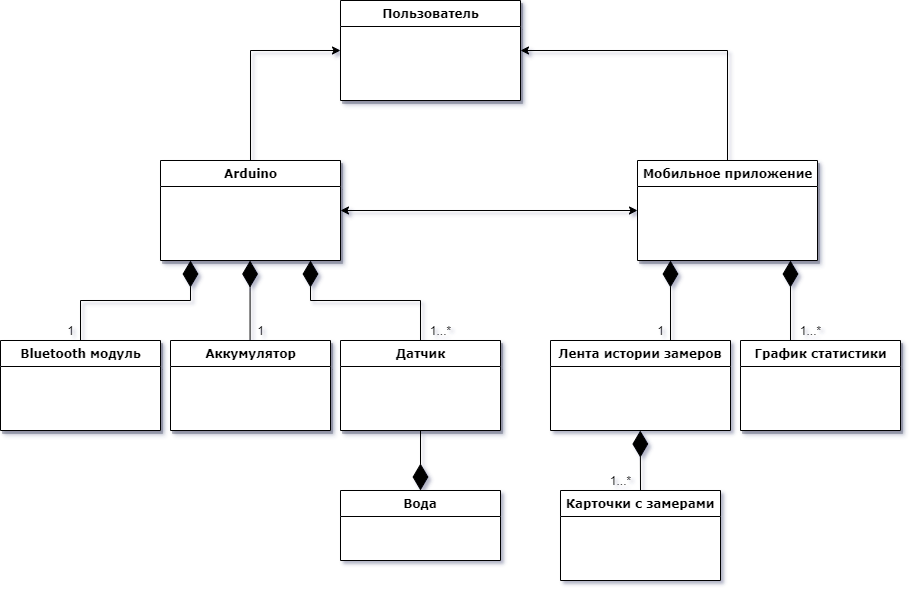 Пользователь
Arduino
Мобильное приложение
1
1
1...*
1
1...*
Bluetooth модуль
Аккумулятор
Датчик
Лента истории замеров
График статистики
1...*
Вода
Карточки с замерами